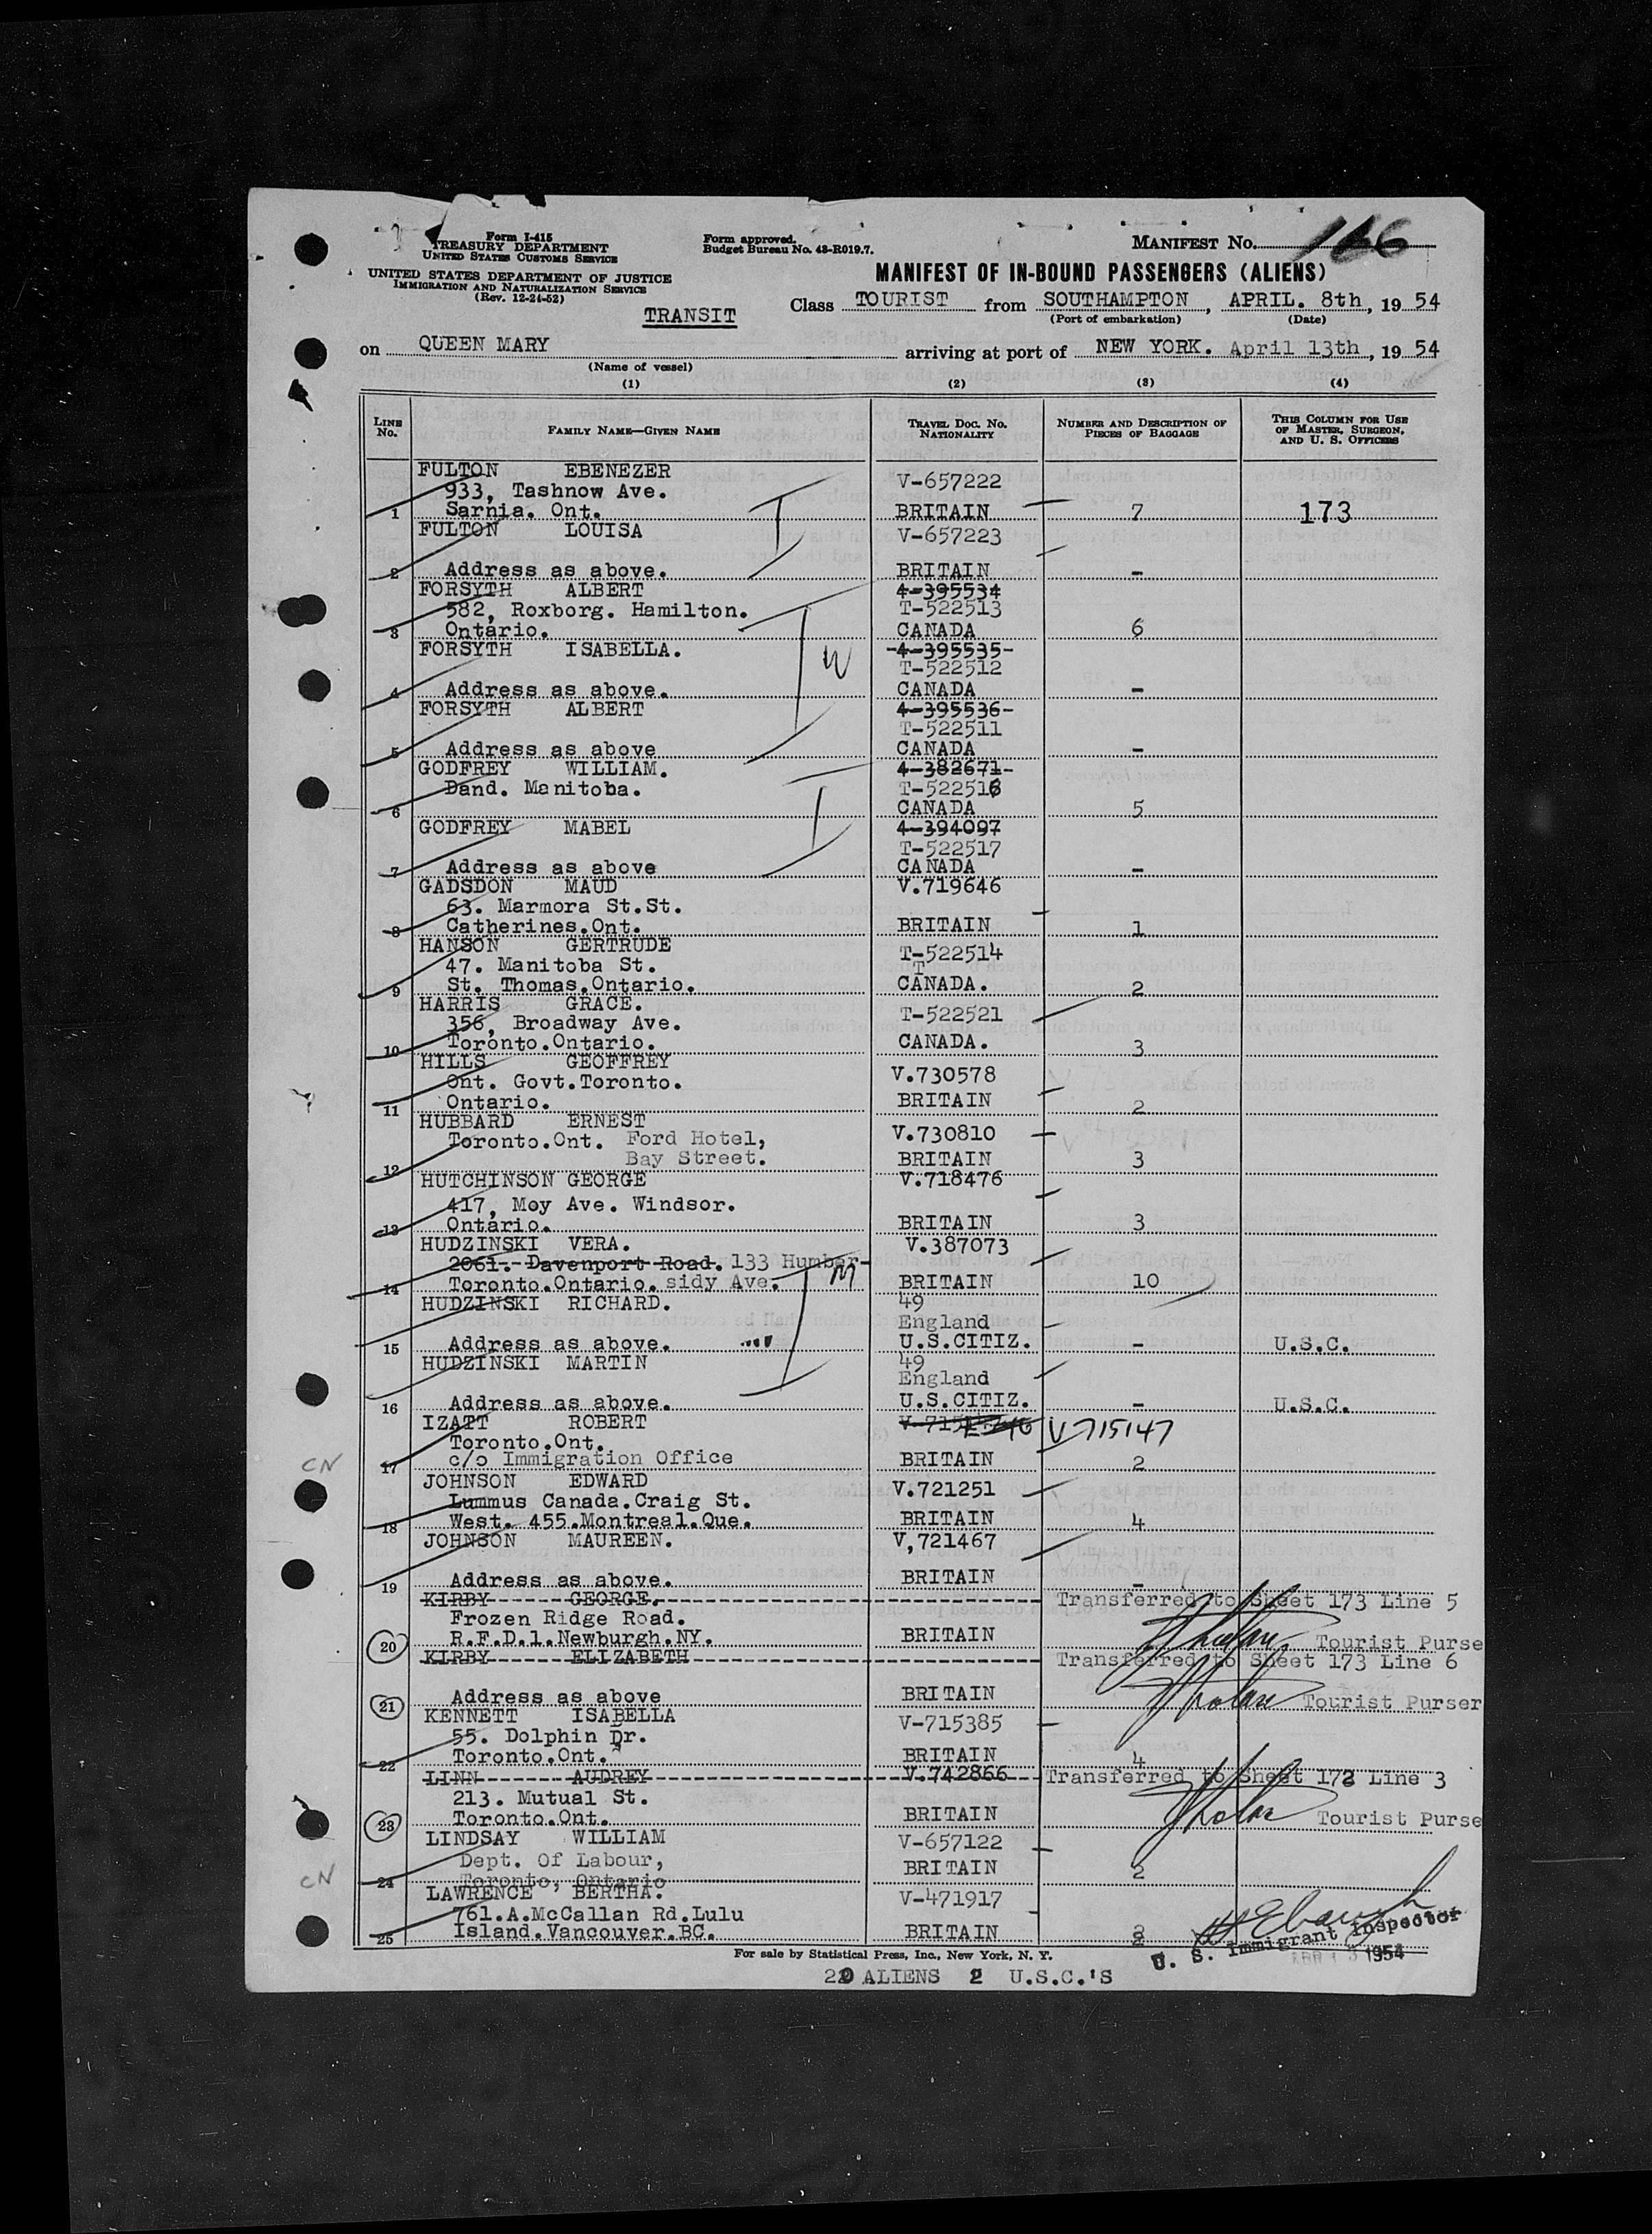 Form I-415
TREASURY DEPARTMENT
UNITED STATES CUSTOMS SERVICE
UNITED STATES DEPARTMENT OF JUSTICE
IMMIGRATION AND NATURALIZATION SERVICE
(Rev. 12-24-52)
Form approved.
Budget Bureau No. 43-R019.7.
MANIFEST No. 166
MANIFEST OF IN-BOUND PASSENGERS (ALIENS)
TRANSIT
Class TOURIST from SOUTHAMPTON, APRIL. 8th, 19 54
(Port of embarkation) (Date)
on QUEEN MARY arriving at port of NEW YORK. April 13th, 19 54
(Name of vessel)
(1) (2) (3) (4)
LINE No. FAMILY NAME—GIVEN NAME TRAVEL DOC. NO. NATIONALITY NUMBER AND DESCRIPTION OF PIECES OF BAGGAGE THIS COLUMN FOR USE OF MASTER, SURGEON, AND U. S. OFFICERS
FULTON EBENEZER V-657222
933, Tashnow Ave.
1 Sarnia. Ont. BRITAIN 7 173
FULTON LOUISA V-657223
2 Address as above. BRITAIN -
FORSYTH ALBERT 4-395534
582, Roxborg. Hamilton. T-522513
3 Ontario. CANADA 6
FORSYTH ISABELLA. -4-395535-
T-522512
4 Address as above. CANADA -
FORSYTH ALBERT 4-395536-
T-522511
5 Address as above CANADA -
GODFREY WILLIAM. 4-382671-
Dand. Manitoba. T-522516
6 CANADA 5
GODFREY MABEL 4-394097
T-522517
7 Address as above CANADA -
GADSDON MAUD V.719646
63. Marmora St.St.
8 Catherines.Ont. BRITAIN 1
HANSON GERTRUDE T-522514
47. Manitoba St. T
9 St. Thomas.Ontario. CANADA. 2
HARRIS GRACE. T-522521
356, Broadway Ave.
10 Toronto.Ontario. CANADA. 3
HILLS GEOFFREY V.730578
Ont. Govt.Toronto.
11 Ontario. BRITAIN 2
HUBBARD ERNEST V.730810
Toronto.Ont. Ford Hotel,
12 Bay Street. BRITAIN 3
HUTCHINSON GEORGE V.718476
417, Moy Ave. Windsor.
13 Ontario. BRITAIN 3
HUDZINSKI VERA. V.387073
2061. Davenport Road. 133 Humber-
14 Toronto.Ontario. sidy Ave. BRITAIN 10
HUDZINSKI RICHARD. 49
England
15 Address as above. U.S.CITIZ. - U.S.C.
HUDZINSKI MARTIN 49
England
16 Address as above. U.S.CITIZ. - U.S.C.
IZATT ROBERT V715147
Toronto.Ont.
CN 17 c/o Immigration Office BRITAIN 2
JOHNSON EDWARD V.721251
Lummus Canada.Craig St.
18 West. 455.Montreal.Que. BRITAIN 4
JOHNSON MAUREEN. V,721467
19 Address as above. BRITAIN -
KIRBY GEORGE. Transferred to Sheet 173 Line 5
Frozen Ridge Road.
20 R.F.D.1.Newburgh.NY. BRITAIN Tourist Purse
KIRBY ELIZABETH Transferred to Sheet 173 Line 6
21 Address as above BRITAIN Tourist Purser
KENNETT ISABELLA V-715385
55. Dolphin Dr.
22 Toronto.Ont. BRITAIN 4
LINN AUDREY V.742866 Transferred to Sheet 172 Line 3
213. Mutual St.
23 Toronto.Ont. BRITAIN Tourist Purse
LINDSAY WILLIAM V-657122
Dept. Of Labour,
CN 24 Toronto, Ontario BRITAIN 2
LAWRENCE BERTHA. V-471917
761.A.McCallan Rd.Lulu
25 Island.Vancouver.BC. BRITAIN 2
U. S. Immigrant Inspector
1954
For sale by Statistical Press, Inc., New York, N. Y.
20 ALIENS 2 U.S.C.'S